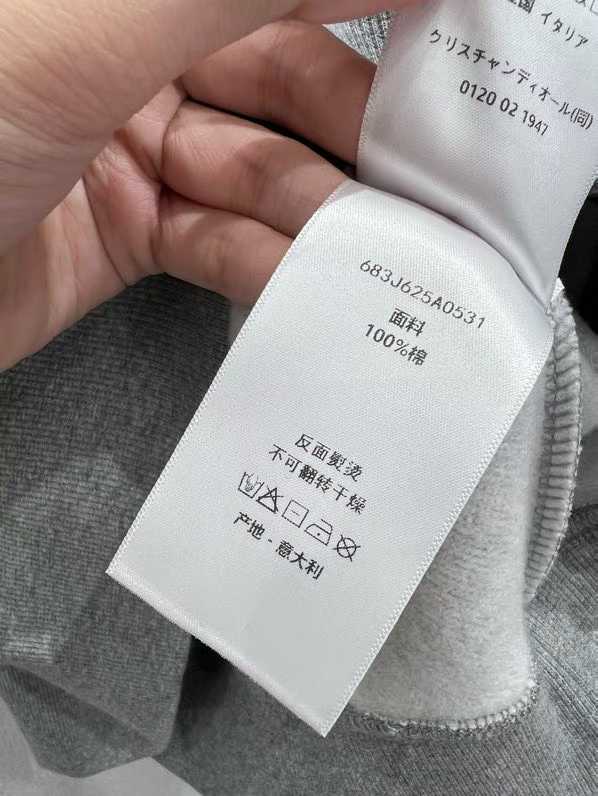 国 イタリア
クリスチャンディオール(同)
0120 02 1947
683J625A0531
面料
100%棉
反面熨烫
不可翻转干燥
产地 - 意大利